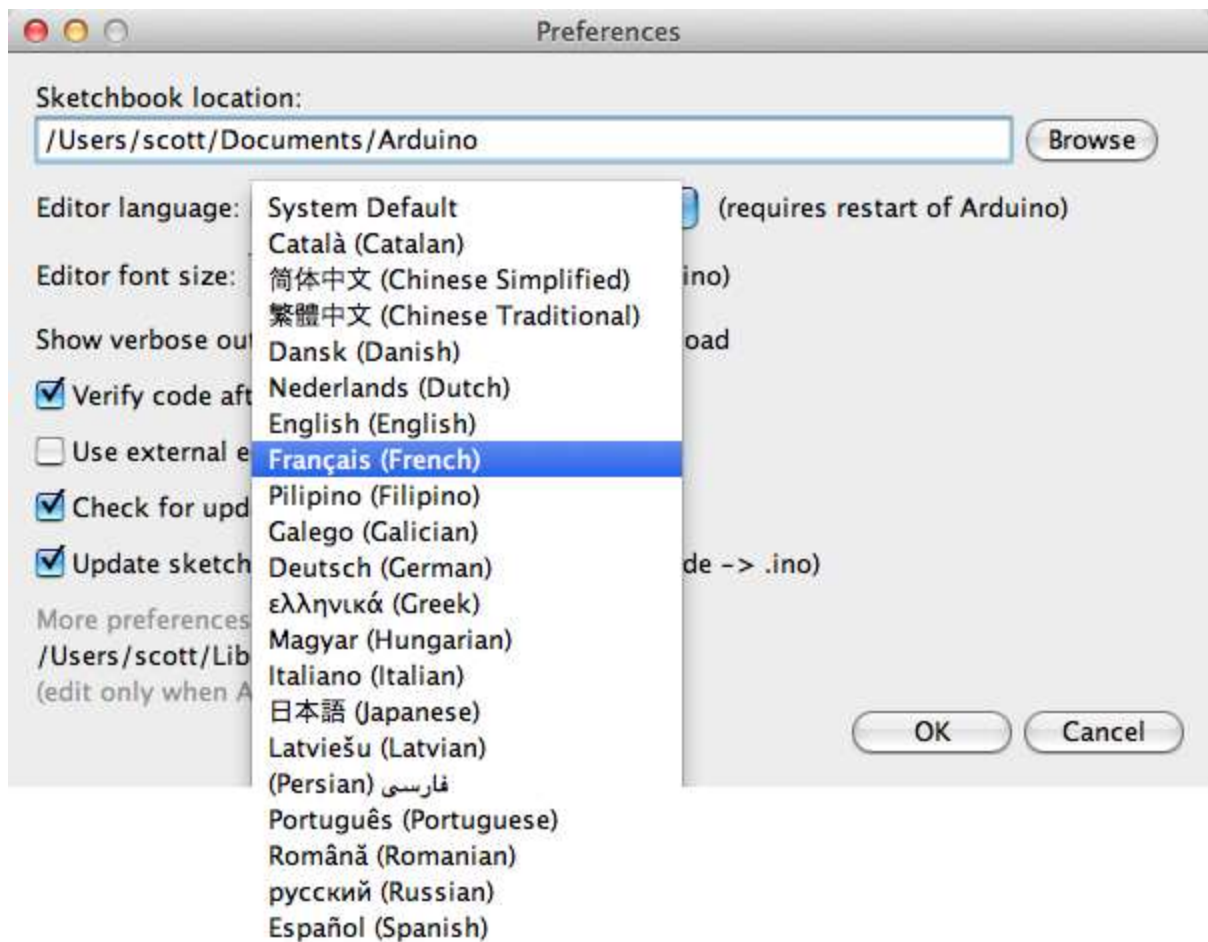 Preferences
Sketchbook location:
/Users/scott/Documents/Arduino
Browse
Editor language:
(requires restart of Arduino)
Editor font size:
ino)
Show verbose out
oad
Verify code aft
Use external e
Check for upd
Update sketch
de -> .ino)
More preferences
/Users/scott/Lib
(edit only when A
System Default
Català (Catalan)
简体中文 (Chinese Simplified)
繁體中文 (Chinese Traditional)
Dansk (Danish)
Nederlands (Dutch)
English (English)
Français (French)
Pilipino (Filipino)
Galego (Galician)
Deutsch (German)
ελληνικά (Greek)
Magyar (Hungarian)
Italiano (Italian)
日本語 (Japanese)
Latviešu (Latvian)
فارسی (Persian)
Português (Portuguese)
Română (Romanian)
русский (Russian)
Español (Spanish)
OK
Cancel